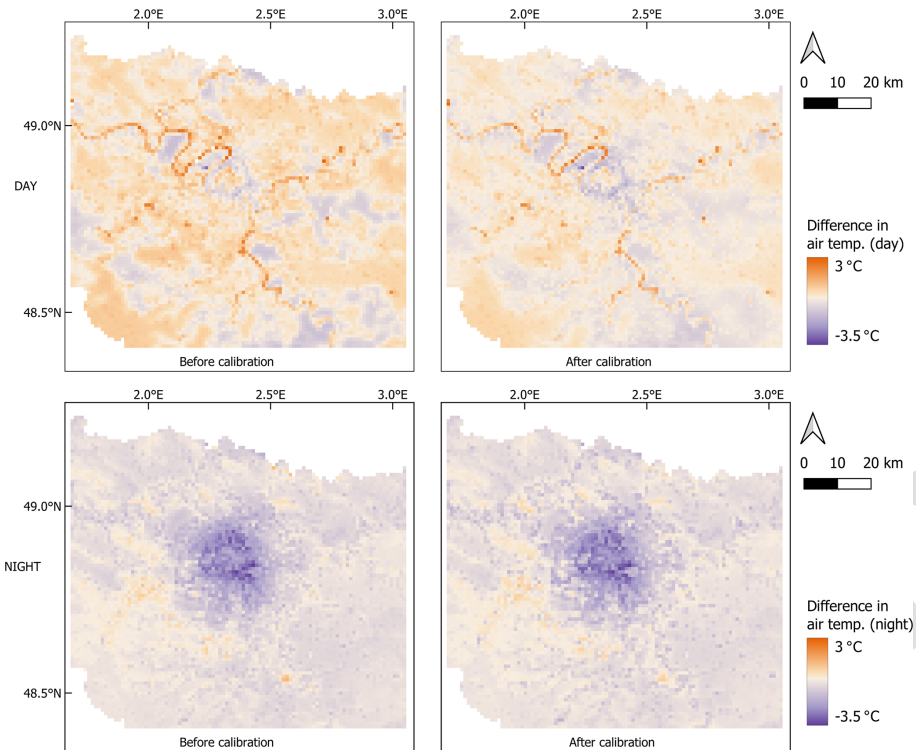 2.0°E 2.5°E 3.0°E 2.0°E 2.5°E 3.0°E
0 10 20 km
49.0°N
DAY
Difference in
air temp. (day)
3 °C
48.5°N
-3.5 °C
Before calibration After calibration
2.0°E 2.5°E 3.0°E 2.0°E 2.5°E 3.0°E
0 10 20 km
49.0°N
NIGHT
Difference in
air temp. (night)
3 °C
48.5°N
-3.5 °C
Before calibration After calibration